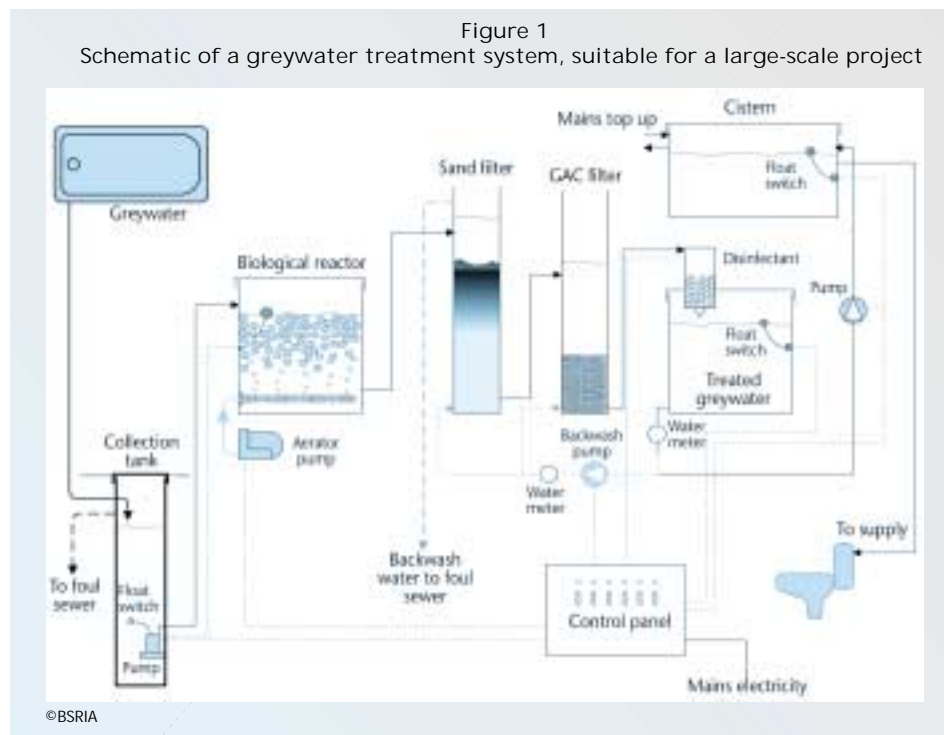 Figure 1
Schematic of a greywater treatment system, suitable for a large-scale project
Cistern
Mains top up
Float
switch
Sand filter
GAC filter
Greywater
Biological reactor
Disinfectant
Pump
Float
switch
Treated
greywater
Water
meter
Collection
tank
Aerator
pump
Backwash
pump
Water
meter
To supply
Backwash
water to foul
sewer
To foul
sewer
Float
switch
Pump
Control panel
Mains electricity
©BSRIA